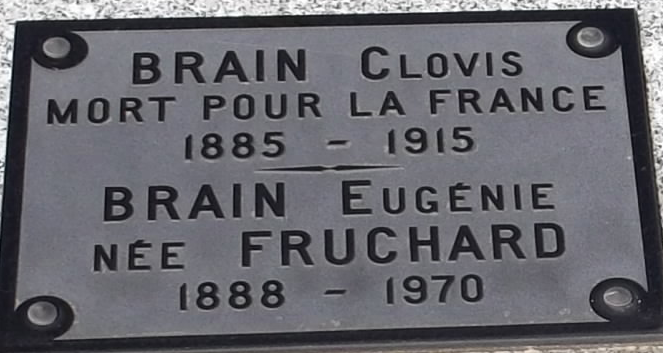 BRAIN CLOVIS
MORT POUR LA FRANCE
1885 - 1915
BRAIN EUGÉNIE
NÉE FRUCHARD
1888 - 1970